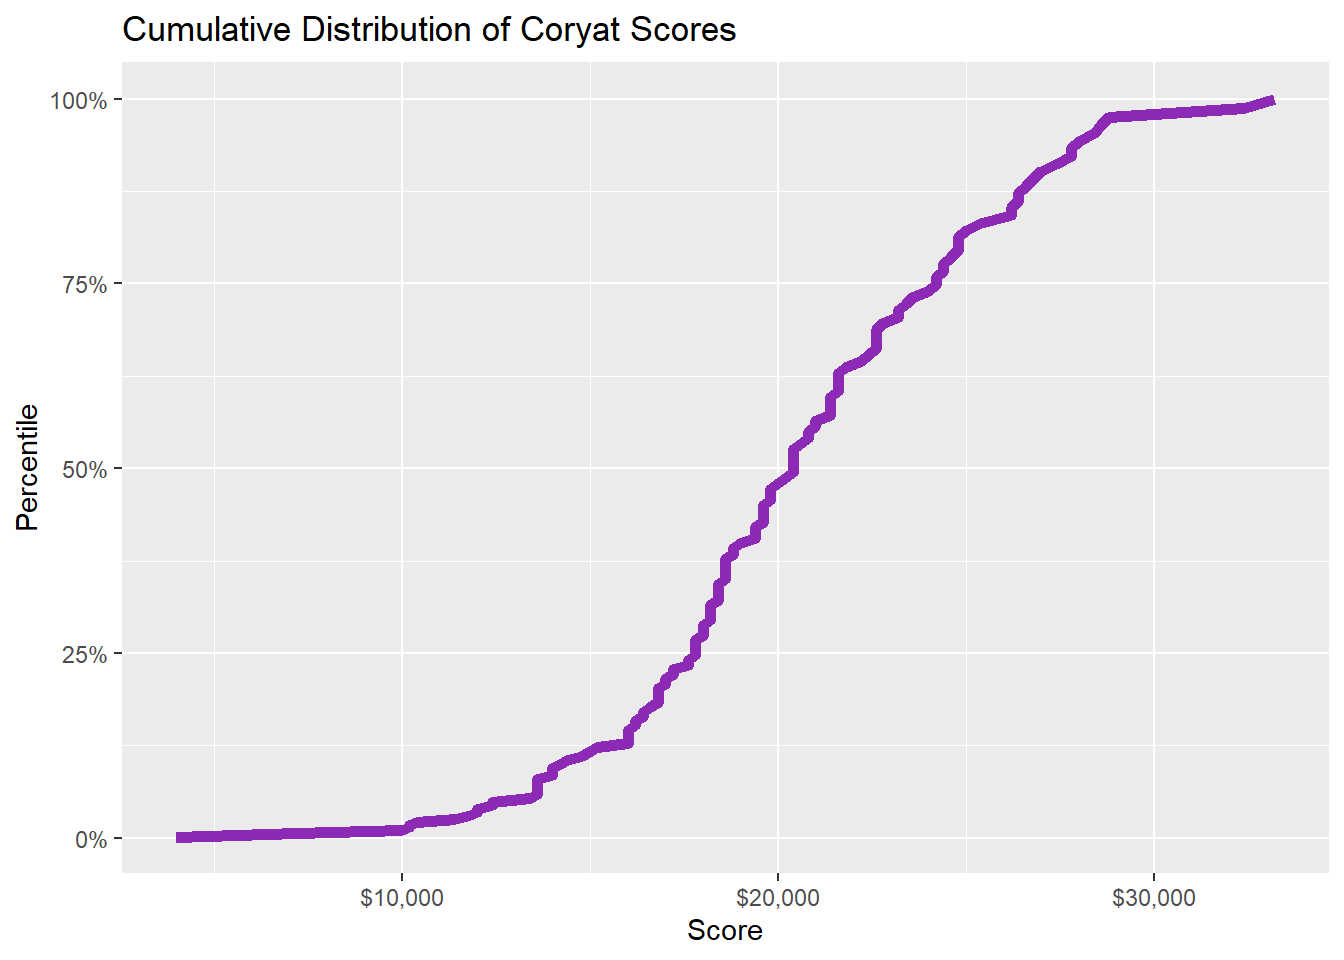 Cumulative Distribution of Coryat Scores
100%
75%
50%
25%
0%
Percentile
$10,000
$20,000
$30,000
Score